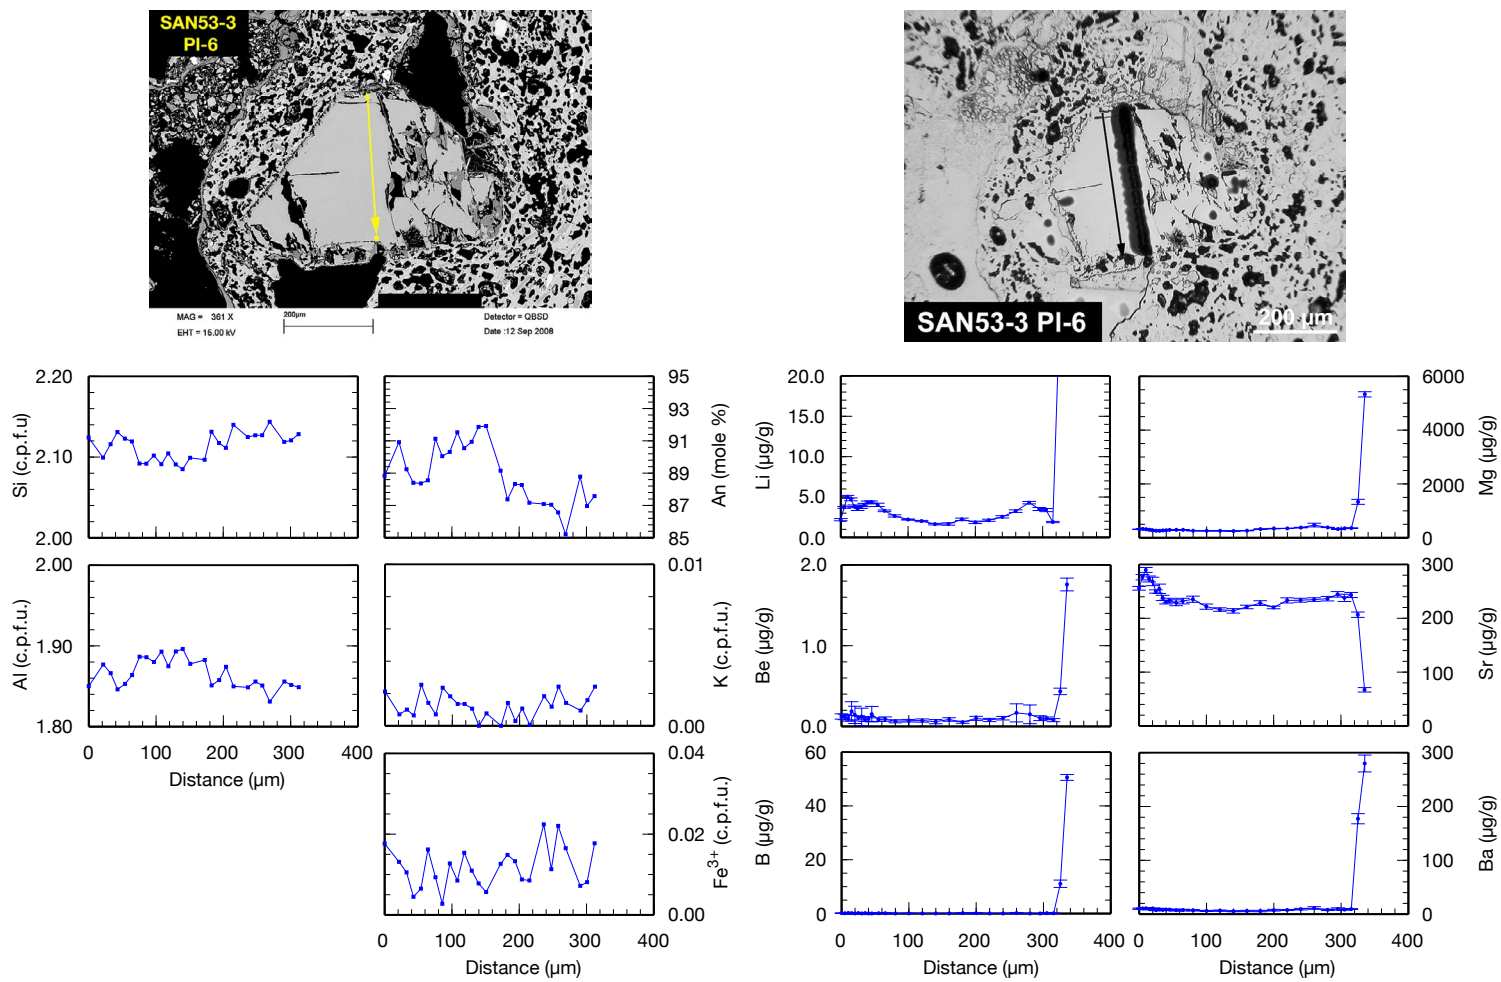 SAN53-3
PI-6
MAG = 361 X
EHT = 15.00 kV
200µm
Detector = QBSD
Date :12 Sep 2008
SAN53-3 PI-6
200 µm
2.20
2.10
2.00
Si (c.p.f.u)
95
93
91
89
87
85
An (mole %)
2.00
1.90
1.80
Al (c.p.f.u.)
0 100 200 300 400
Distance (µm)
0.01
0.00
K (c.p.f.u.)
0.04
0.02
0.00
Fe3+ (c.p.f.u.)
0 100 200 300 400
Distance (µm)
20.0
15.0
10.0
5.0
0.0
Li (µg/g)
6000
4000
2000
0
Mg (µg/g)
2.0
1.0
0.0
Be (µg/g)
300
200
100
0
Sr (µg/g)
60
40
20
0
B (µg/g)
0 100 200 300 400
Distance (µm)
300
200
100
0
Ba (µg/g)
0 100 200 300 400
Distance (µm)